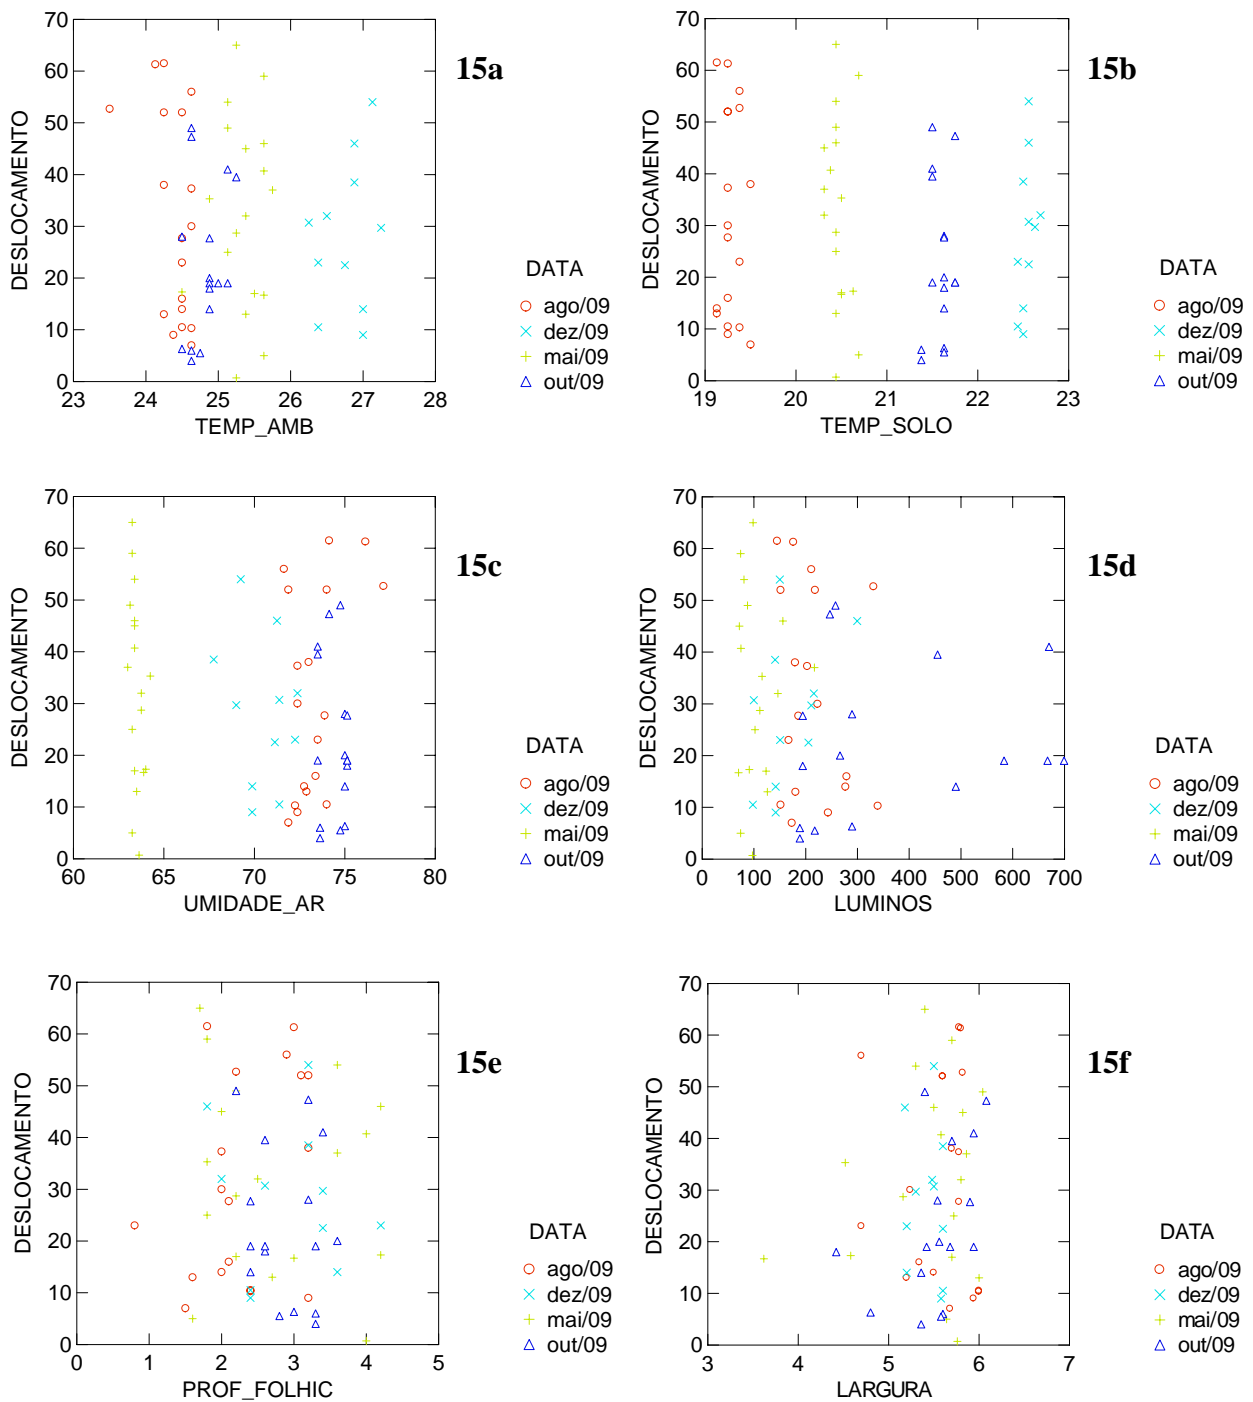 70
60
50
40
30
20
10
0
DESLOCAMENTO
23 24 25 26 27 28
TEMP_AMB
15a
DATA
ago/09
dez/09
mai/09
out/09
70
60
50
40
30
20
10
0
DESLOCAMENTO
19 20 21 22 23
TEMP_SOLO
15b
DATA
ago/09
dez/09
mai/09
out/09
70
60
50
40
30
20
10
0
DESLOCAMENTO
60 65 70 75 80
UMIDADE_AR
15c
DATA
ago/09
dez/09
mai/09
out/09
70
60
50
40
30
20
10
0
DESLOCAMENTO
0 100 200 300 400 500 600 700
LUMINOS
15d
DATA
ago/09
dez/09
mai/09
out/09
70
60
50
40
30
20
10
0
DESLOCAMENTO
0 1 2 3 4 5
PROF_FOLHIC
15e
DATA
ago/09
dez/09
mai/09
out/09
70
60
50
40
30
20
10
0
DESLOCAMENTO
3 4 5 6 7
LARGURA
15f
DATA
ago/09
dez/09
mai/09
out/09